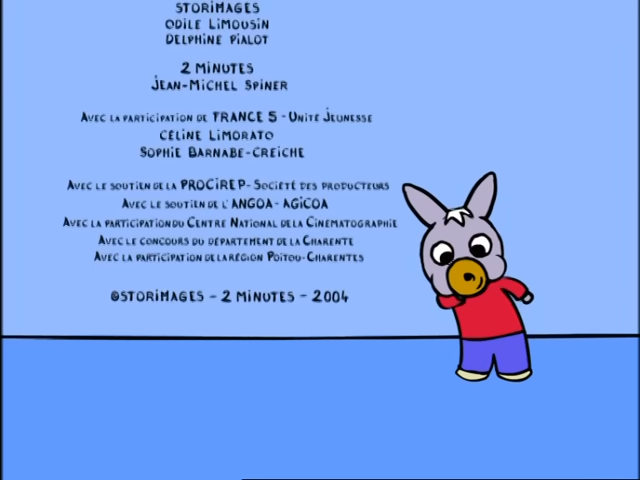 STORIMAGES
ODILE LIMOUSIN
DELPHINE PIALOT
2 MINUTES
JEAN-MICHEL SPINER
AVEC LA PARTICIPATION DE FRANCE 5 - UNITÉ JEUNESSE
CÉLINE LIMORATO
SOPHIE BARNABE-CREICHE
AVEC LE SOUTIEN DE LA PROCIREP - SOCIÉTÉ DES PRODUCTEURS
AVEC LE SOUTIEN DE L'ANGOA - AGICOA
AVEC LA PARTICIPATION DU CENTRE NATIONAL DE LA CINÉMATOGRAPHIE
AVEC LE CONCOURS DU DÉPARTEMENT DE LA CHARENTE
AVEC LA PARTICIPATION DE LA RÉGION POITOU-CHARENTES
©STORIMAGES - 2 MINUTES - 2004